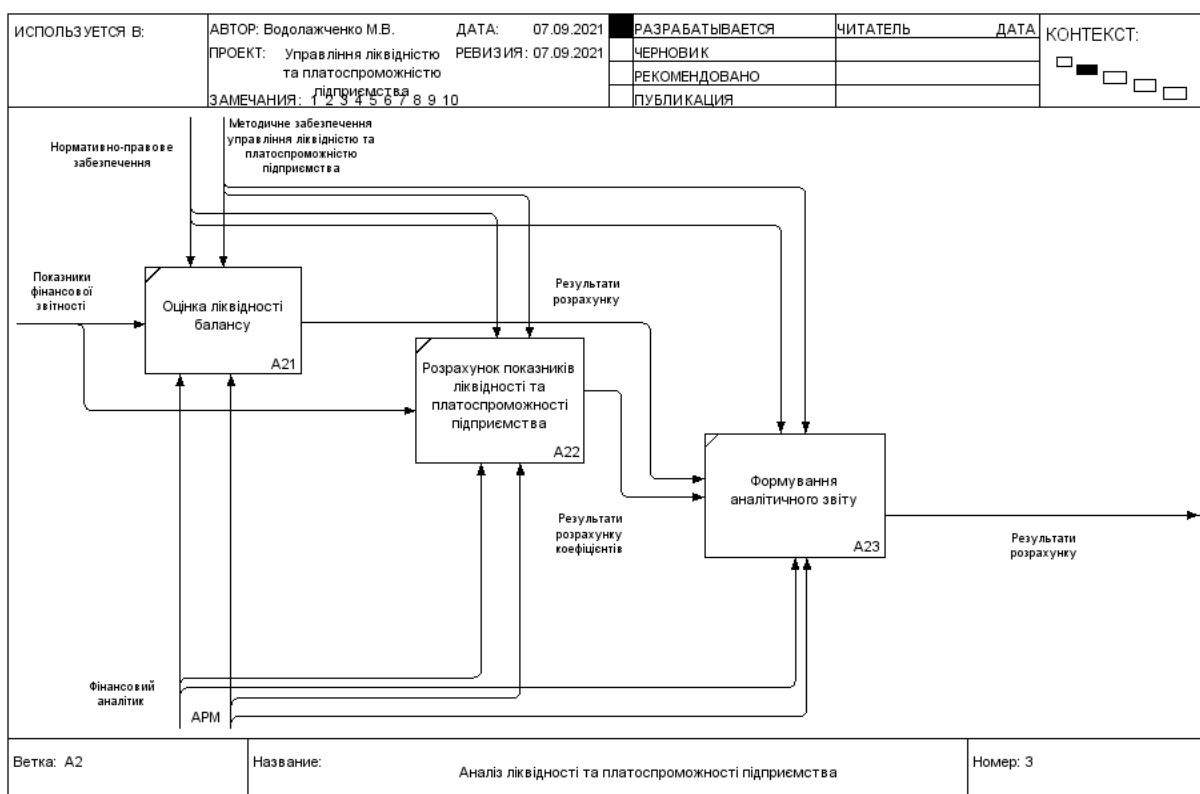 ИСПОЛЬЗУЕТСЯ В:
АВТОР: Водолажченко М.В.
ДАТА: 07.09.2021
ПРОЕКТ: Управління ліквідністю
та платоспроможністю
підприємства
РЕВИЗИЯ: 07.09.2021
ЗАМЕЧАНИЯ: 1 2 3 4 5 6 7 8 9 10
РАЗРАБАТЫВАЕТСЯ
ЧЕРНОВИК
РЕКОМЕНДОВАНО
ПУБЛИКАЦИЯ
ЧИТАТЕЛЬ ДАТА
КОНТЕКСТ:
Нормативно-правове
забезпечення
Методичне забезпечення
управління ліквідністю та
платоспроможністю
підприємства
Показники
фінансової
звітності
Оцінка ліквідності
балансу
А21
Результати
розрахунку
Розрахунок показників
ліквідності та
платоспроможності
підприємства
А22
Результати
розрахунку
коефіцієнтів
Формування
аналітичного звіту
А23
Результати
розрахунку
Фінансовий
аналітик
АРМ
Ветка: А2
Название:
Аналіз ліквідності та платоспроможності підприємства
Номер: 3